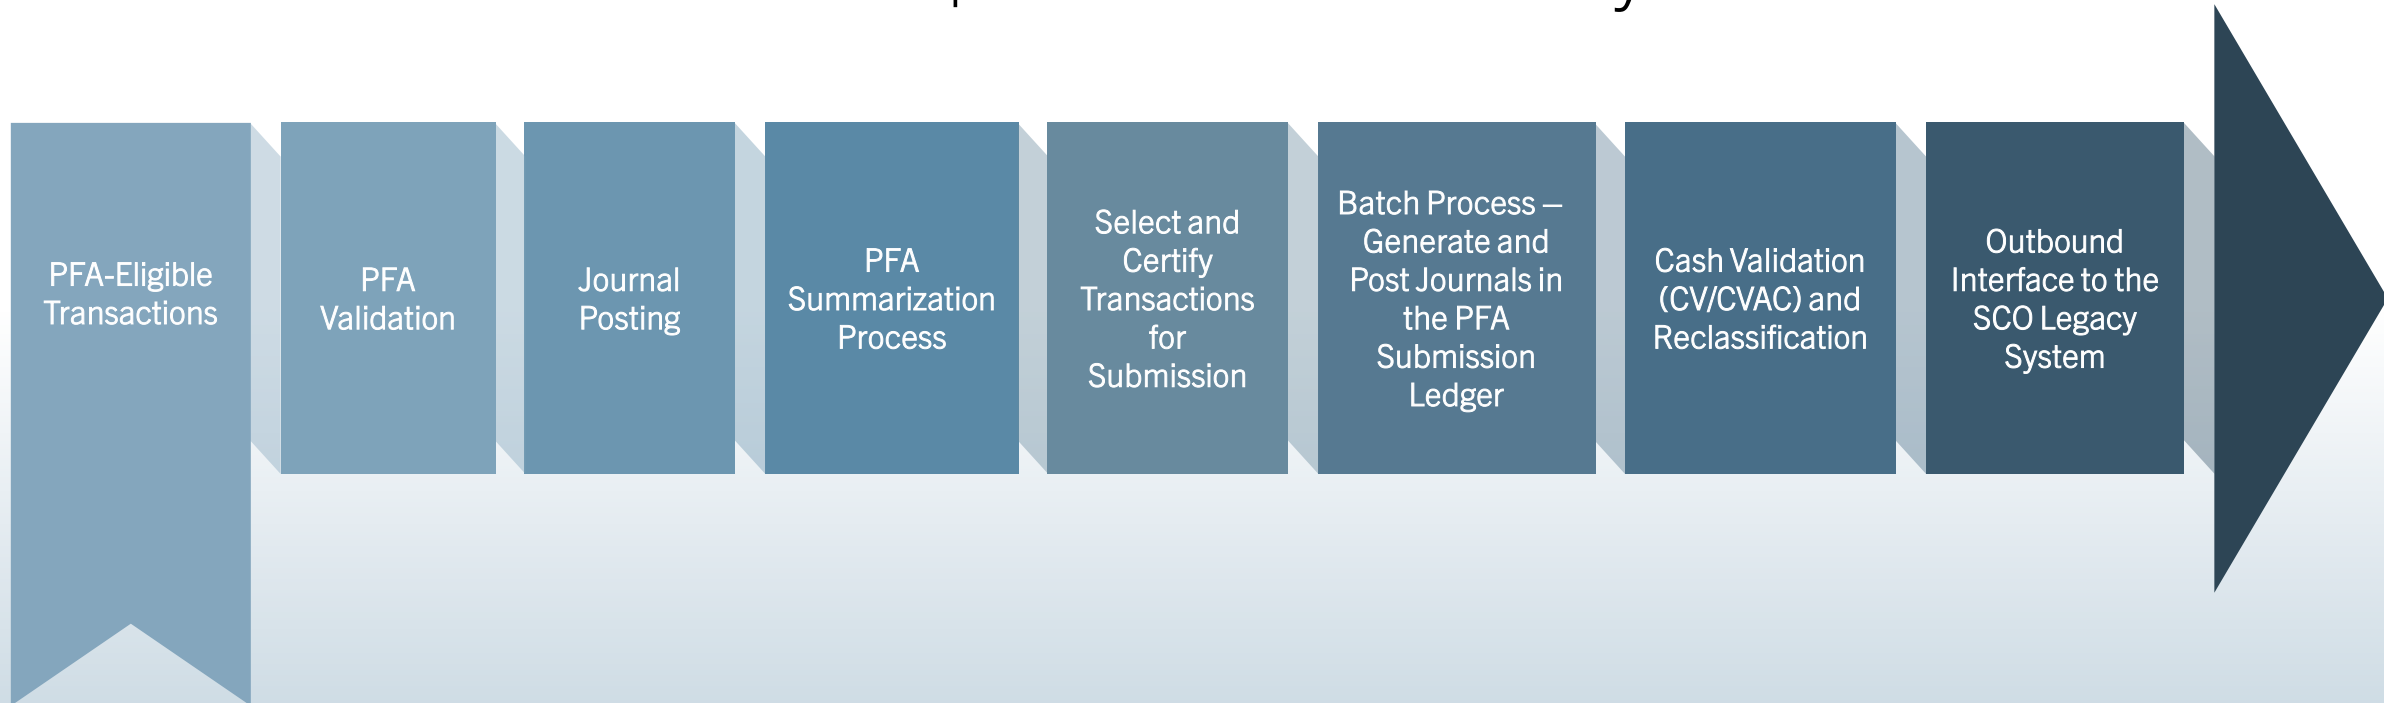 PFA-Eligible
Transactions
PFA
Validation
Journal
Posting
PFA
Summarization
Process
Select and
Certify
Transactions
for
Submission
Batch Process –
Generate and
Post Journals in
the PFA
Submission
Ledger
Cash Validation
(CV/CVAC) and
Reclassification
Outbound
Interface to the
SCO Legacy
System